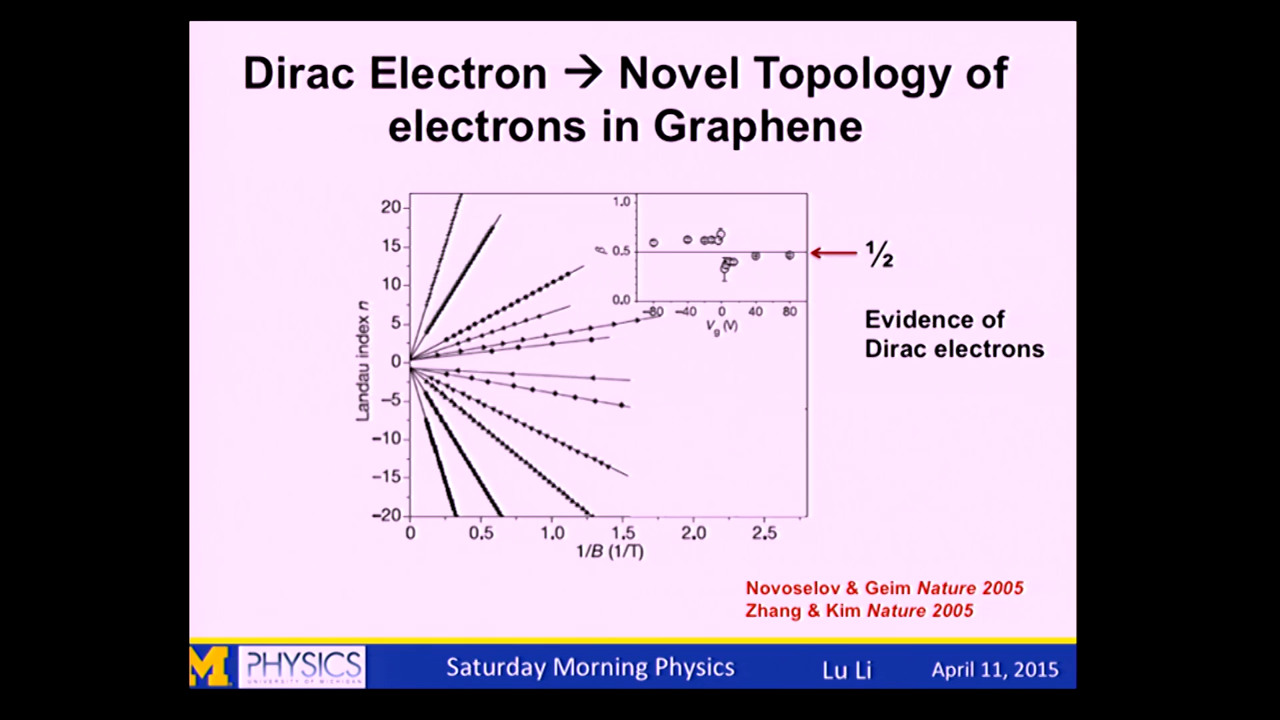 Dirac Electron → Novel Topology of
electrons in Graphene
20
15
10
5
0
−5
−10
−15
−20
Landau index n
0 0.5 1.0 1.5 2.0 2.5
1/B (1/T)
1.0
0.5
0.0
β
−80 −40 0 40 80
Vg (V)
½
Evidence of
Dirac electrons
Novoselov & Geim Nature 2005
Zhang & Kim Nature 2005
M PHYSICS
UNIVERSITY OF MICHIGAN
Saturday Morning Physics Lu Li April 11, 2015